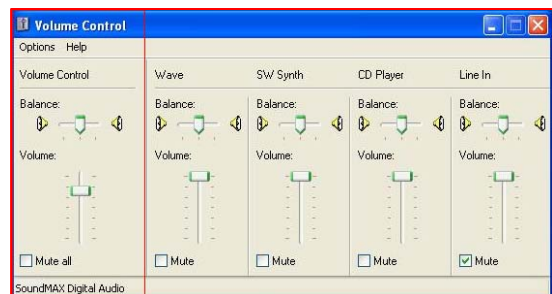 Volume Control
Options Help
Volume Control Wave SW Synth CD Player Line In
Balance: Balance: Balance: Balance: Balance:
Volume: Volume: Volume: Volume: Volume:
Mute all Mute Mute Mute Mute
SoundMAX Digital Audio